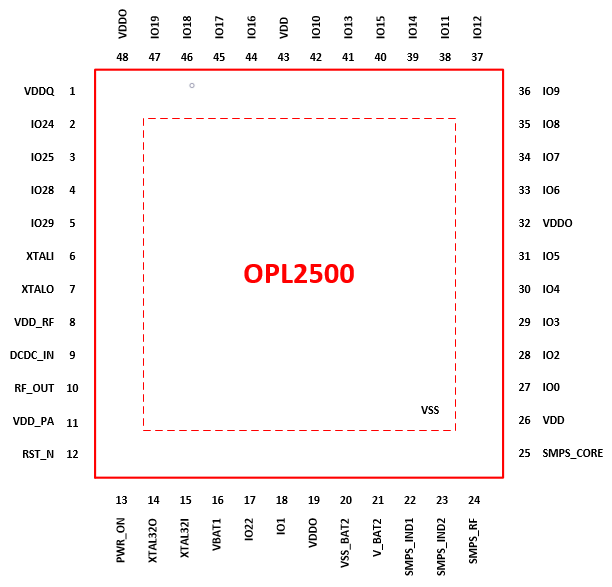 VDDO IO19 IO18 IO17 IO16 VDD IO10 IO13 IO15 IO14 IO11 IO12
48 47 46 45 44 43 42 41 40 39 38 37
VDDQ 1 36 IO9
IO24 2 35 IO8
IO25 3 34 IO7
IO28 4 33 IO6
IO29 5 32 VDDO
XTALI 6 31 IO5
OPL2500
XTALO 7 30 IO4
VDD_RF 8 29 IO3
DCDC_IN 9 28 IO2
RF_OUT 10 27 IO0
VSS
VDD_PA 11 26 VDD
RST_N 12 25 SMPS_CORE
13 14 15 16 17 18 19 20 21 22 23 24
PWR_ON XTAL32O XTAL32I VBAT1 IO22 IO1 VDDO VSS_BAT2 V_BAT2 SMPS_IND1 SMPS_IND2 SMPS_RF